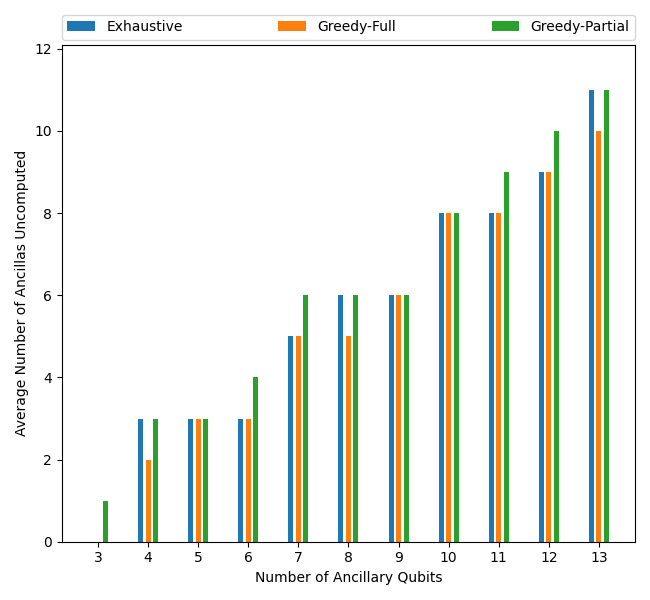 Exhaustive Greedy-Full Greedy-Partial
12
10
8
6
4
2
0
Average Number of Ancillas Uncomputed
3 4 5 6 7 8 9 10 11 12 13
Number of Ancillary Qubits